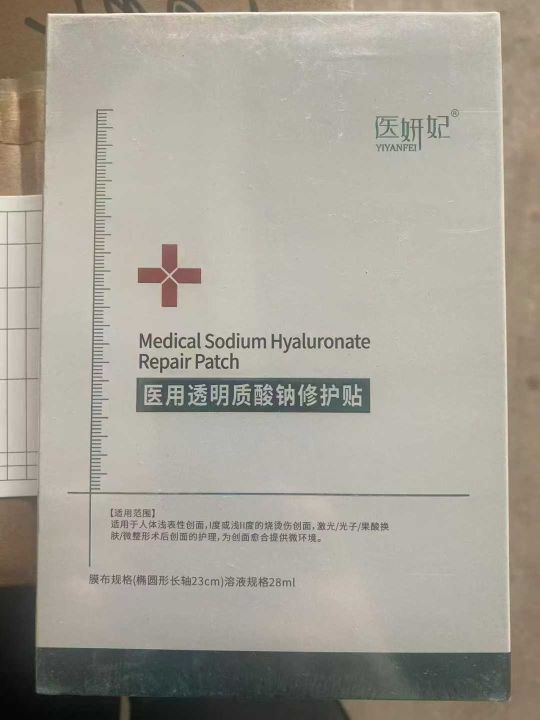 医妍妃®
YIYANFEI
Medical Sodium Hyaluronate
Repair Patch
医用透明质酸钠修护贴
【适用范围】
适用于人体浅表性创面，I度或浅II度的烧烫伤创面，激光/光子/果酸换
肤/微整形术后创面的护理，为创面愈合提供微环境。
膜布规格(椭圆形长轴23cm)溶液规格28ml